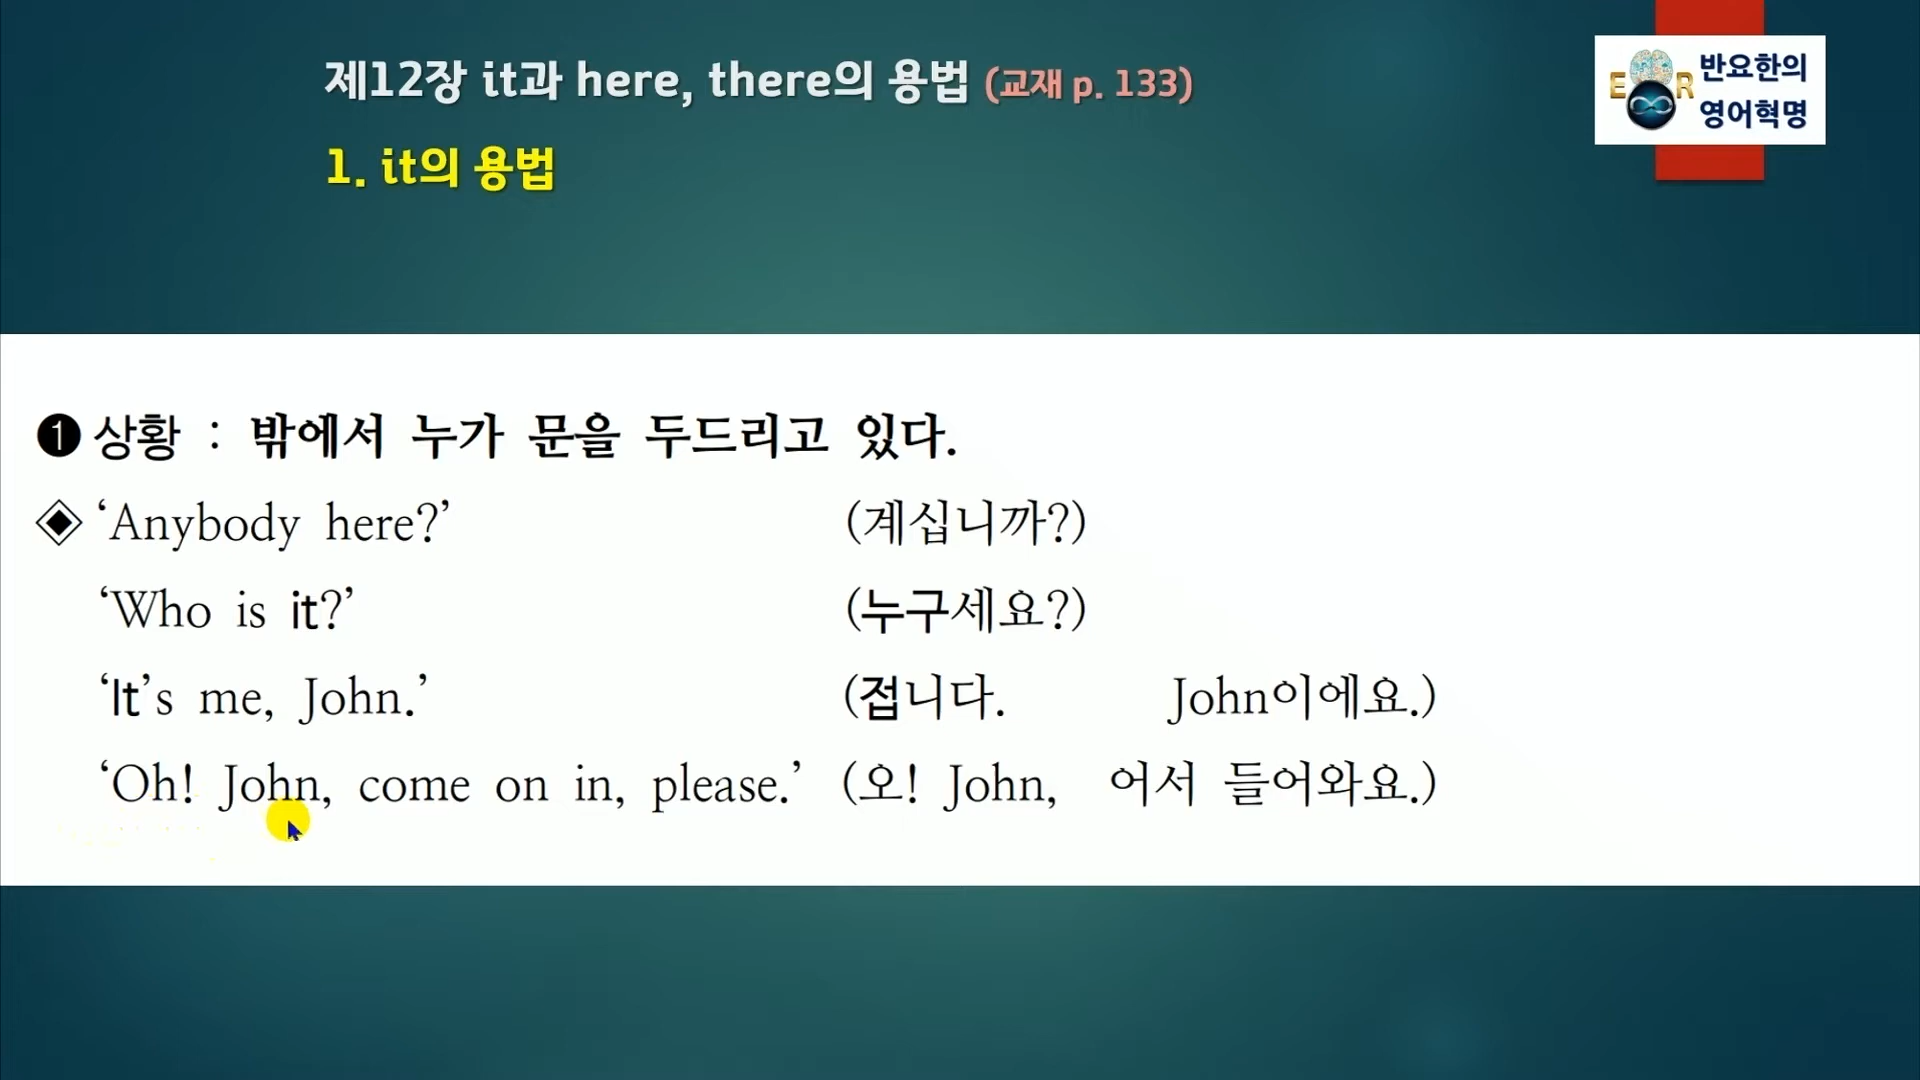 제12장 it과 here, there의 용법 (교재 p. 133)
1. it의 용법
E R 반요한의
영어혁명
❶ 상황 : 밖에서 누가 문을 두드리고 있다.
◈ ‘Anybody here?’ (계십니까?)
‘Who is it?’ (누구세요?)
‘It’s me, John.’ (접니다. John이에요.)
‘Oh! John, come on in, please.’ (오! John, 어서 들어와요.)